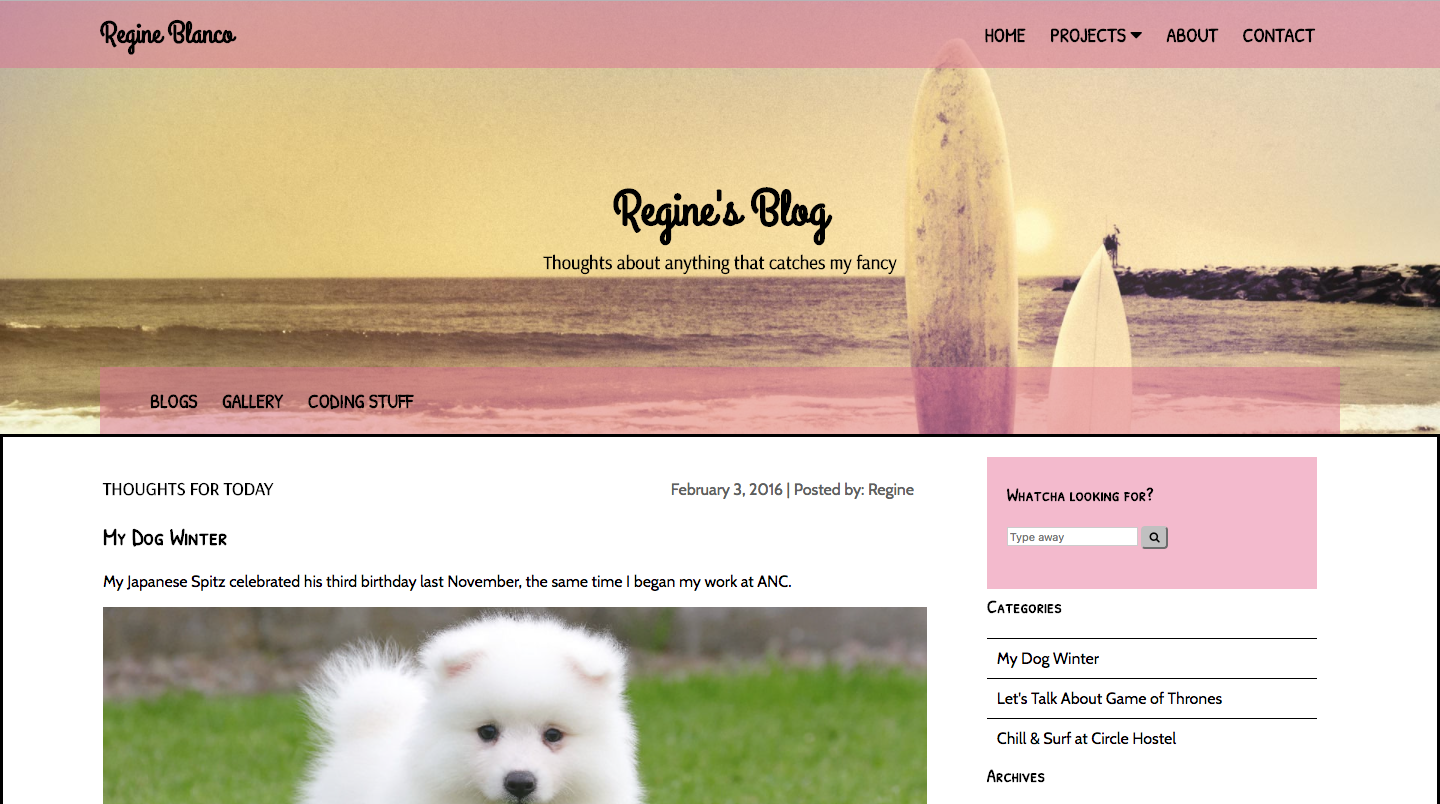 Regine Blanco
HOME PROJECTS ABOUT CONTACT
Regine's Blog
Thoughts about anything that catches my fancy
BLOGS GALLERY CODING STUFF
THOUGHTS FOR TODAY
February 3, 2016 | Posted by: Regine
My Dog Winter
My Japanese Spitz celebrated his third birthday last November, the same time I began my work at ANC.
Whatcha looking for?
Type away
Categories
My Dog Winter
Let's Talk About Game of Thrones
Chill & Surf at Circle Hostel
Archives